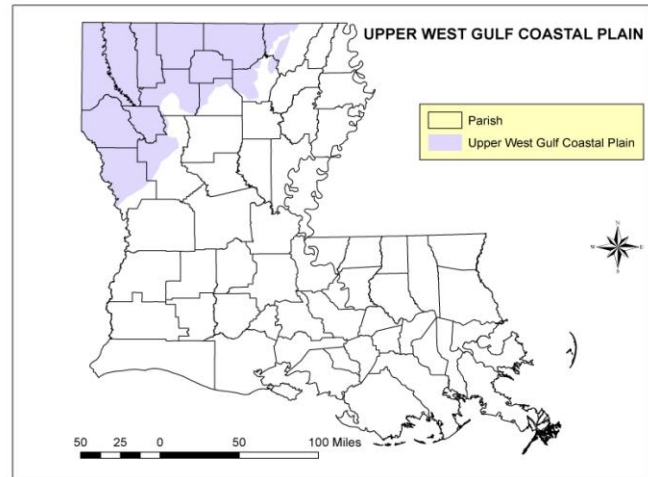 UPPER WEST GULF COASTAL PLAIN
Parish
Upper West Gulf Coastal Plain
N
W E
S
50 25 0 50 100 Miles